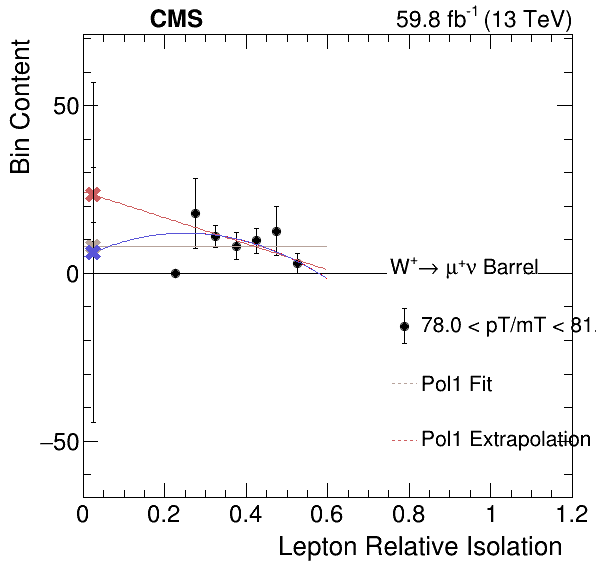 CMS 59.8 fb-1 (13 TeV)
Bin Content
50
0
−50
W+→ μ+ν Barrel
78.0 < pT/mT < 81.
Pol1 Fit
Pol1 Extrapolation
0 0.2 0.4 0.6 0.8 1 1.2
Lepton Relative Isolation